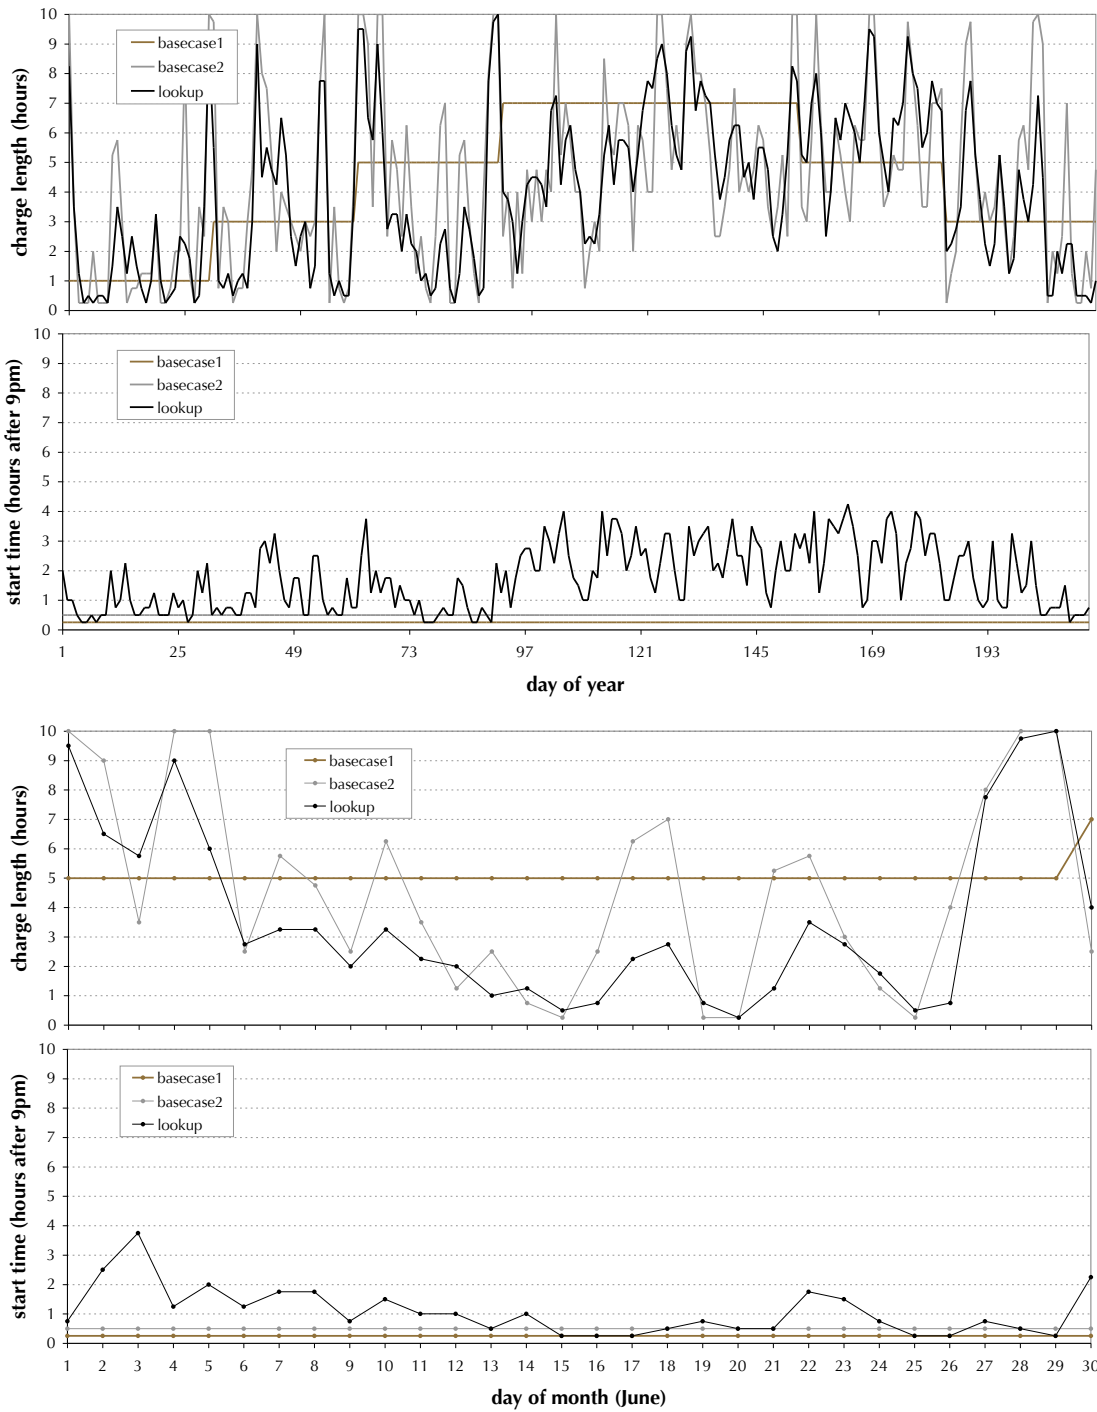 charge length (hours)
10
9
8
7
6
5
4
3
2
1
0
basecase1
basecase2
lookup
start time (hours after 9pm)
10
9
8
7
6
5
4
3
2
1
0
basecase1
basecase2
lookup
1 25 49 73 97 121 145 169 193
day of year
charge length (hours)
10
9
8
7
6
5
4
3
2
1
0
basecase1
basecase2
lookup
start time (hours after 9pm)
10
9
8
7
6
5
4
3
2
1
0
basecase1
basecase2
lookup
1 2 3 4 5 6 7 8 9 10 11 12 13 14 15 16 17 18 19 20 21 22 23 24 25 26 27 28 29 30
day of month (June)